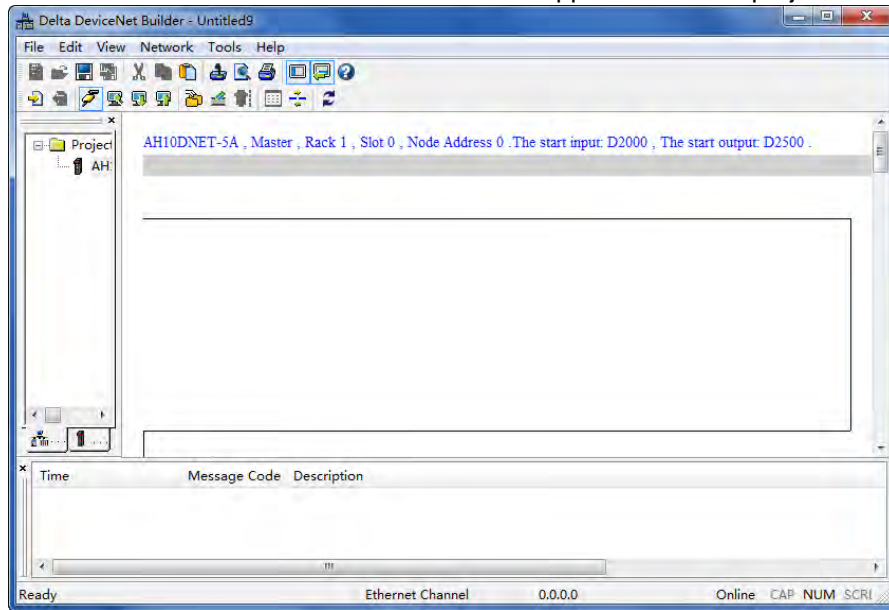 Delta DeviceNet Builder - Untitled9
File Edit View Network Tools Help
Project
AH10DNET-5A , Master , Rack 1 , Slot 0 , Node Address 0 .The start input: D2000 , The start output: D2500 .
AH
Time Message Code Description
Ready Ethernet Channel 0.0.0.0 Online CAP NUM SCRL